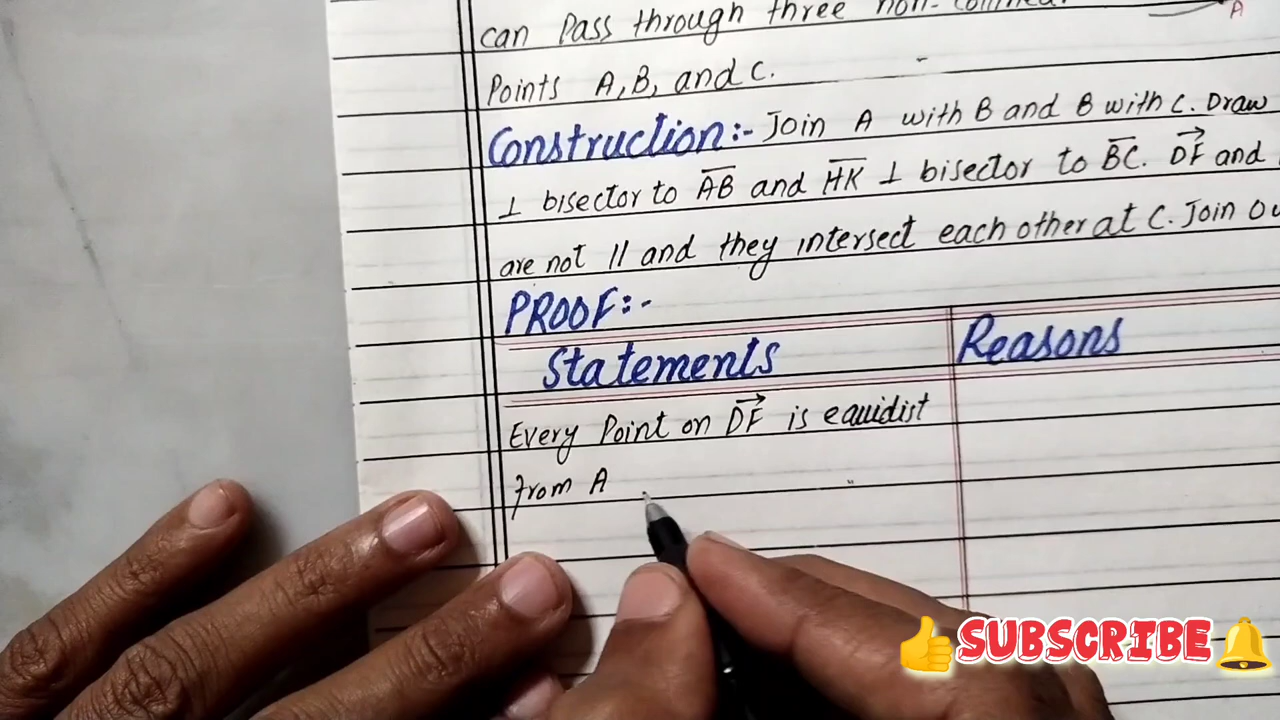 can Pass through three non-collinear
A
Points A, B, and C.
Construction:- Join A with B and B with C. Draw
⊥ bisector to AB and HK ⊥ bisector to BC. DF and
are not || and they intersect each other at C. Join
PROOF:-
Statements Reasons
Every Point on DF is equidist
from A
SUBSCRIBE